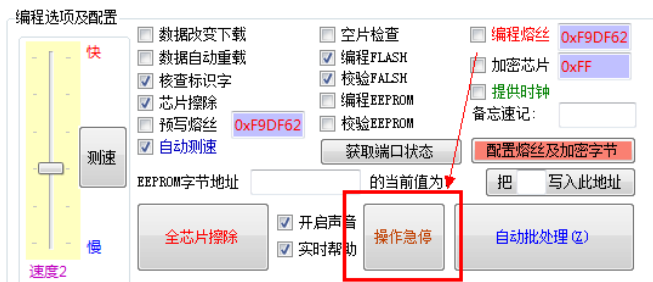 编程选项及配置
快
数据改变下载
空片检查
编程熔丝 0xF9DF62
数据自动重载
编程FLASH
加密芯片 0xFF
核查标识字
校验FALSH
提供时钟
芯片擦除
编程EEPROM
备忘速记:
预写熔丝 0xF9DF62
校验EEPROM
自动测速
获取端口状态
配置熔丝及加密字节
测速
EEPROM字节地址
的当前值为
把 写入此地址
全芯片擦除
开启声音
实时帮助
操作急停
自动批处理(Z)
慢
速度2